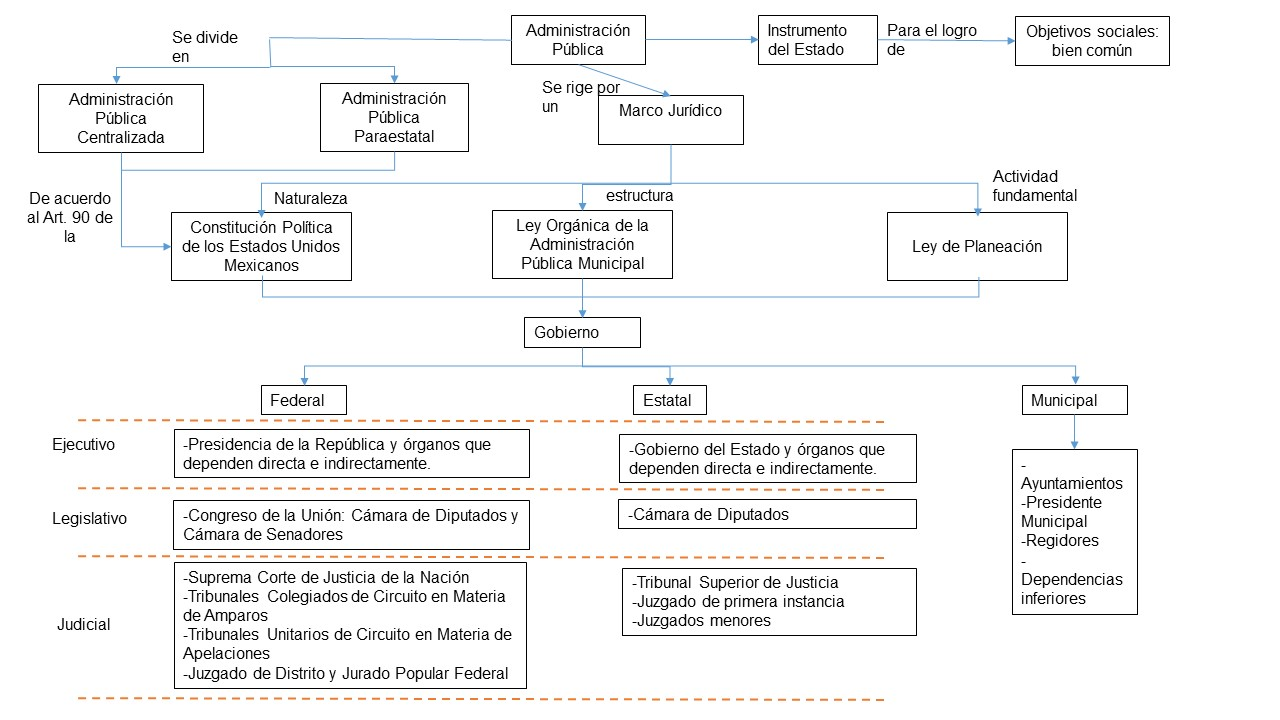 Se divide
en
Administración
Pública
Instrumento
del Estado
Para el logro
de
Objetivos sociales:
bien común
Administración
Pública
Centralizada
Administración
Pública
Paraestatal
Se rige por
un
Marco Jurídico
De acuerdo
al Art. 90 de
la
Naturaleza
estructura
Actividad
fundamental
Constitución Política
de los Estados Unidos
Mexicanos
Ley Orgánica de la
Administración
Pública Municipal
Ley de Planeación
Gobierno
Federal
Estatal
Municipal
Ejecutivo
-Presidencia de la República y órganos que
dependen directa e indirectamente.
-Gobierno del Estado y órganos que
dependen directa e indirectamente.
-
Ayuntamientos
-Presidente
Municipal
-Regidores
-
Dependencias
inferiores
Legislativo
-Congreso de la Unión: Cámara de Diputados y
Cámara de Senadores
-Cámara de Diputados
Judicial
-Suprema Corte de Justicia de la Nación
-Tribunales Colegiados de Circuito en Materia
de Amparos
-Tribunales Unitarios de Circuito en Materia de
Apelaciones
-Juzgado de Distrito y Jurado Popular Federal
-Tribunal Superior de Justicia
-Juzgado de primera instancia
-Juzgados menores